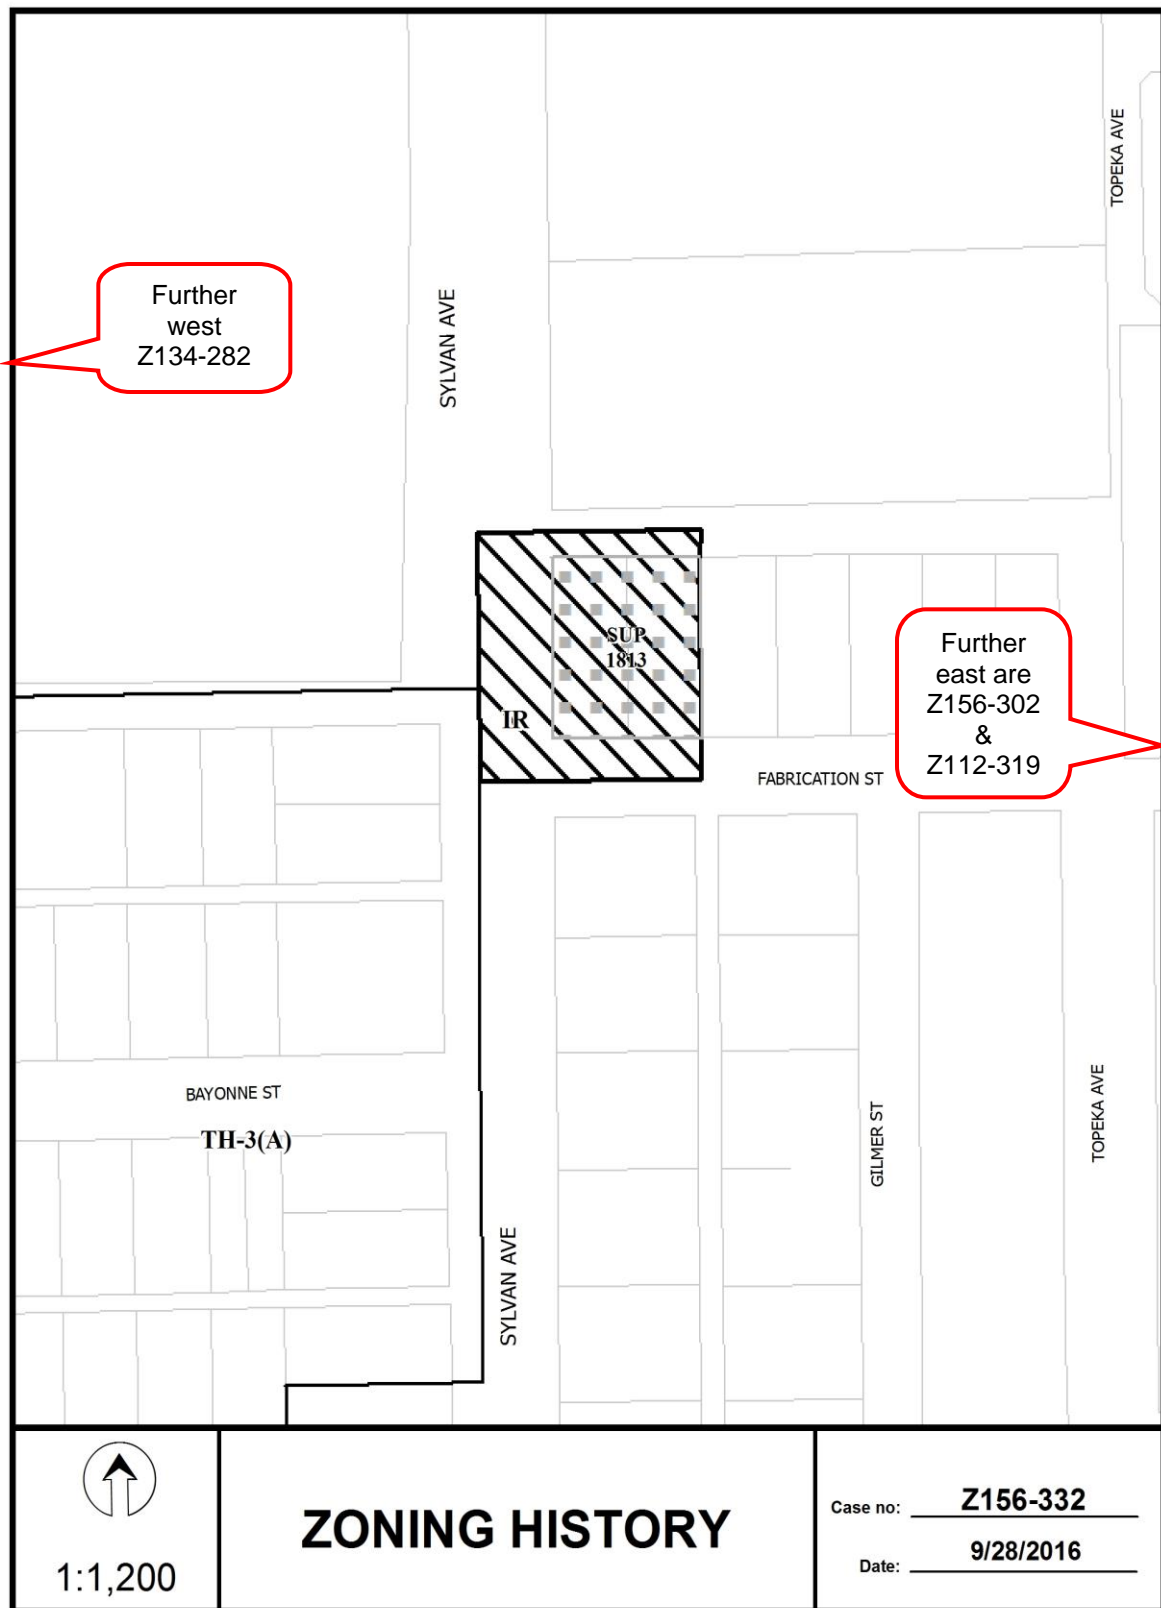 TOPEKA AVE
Further
west
Z134-282
SYLVAN AVE
SUP
1813
IR
Further
east are
Z156-302
&
Z112-319
FABRICATION ST
BAYONNE ST
TH-3(A)
GILMER ST
TOPEKA AVE
SYLVAN AVE
1:1,200
ZONING HISTORY
Case no: Z156-332
Date: 9/28/2016